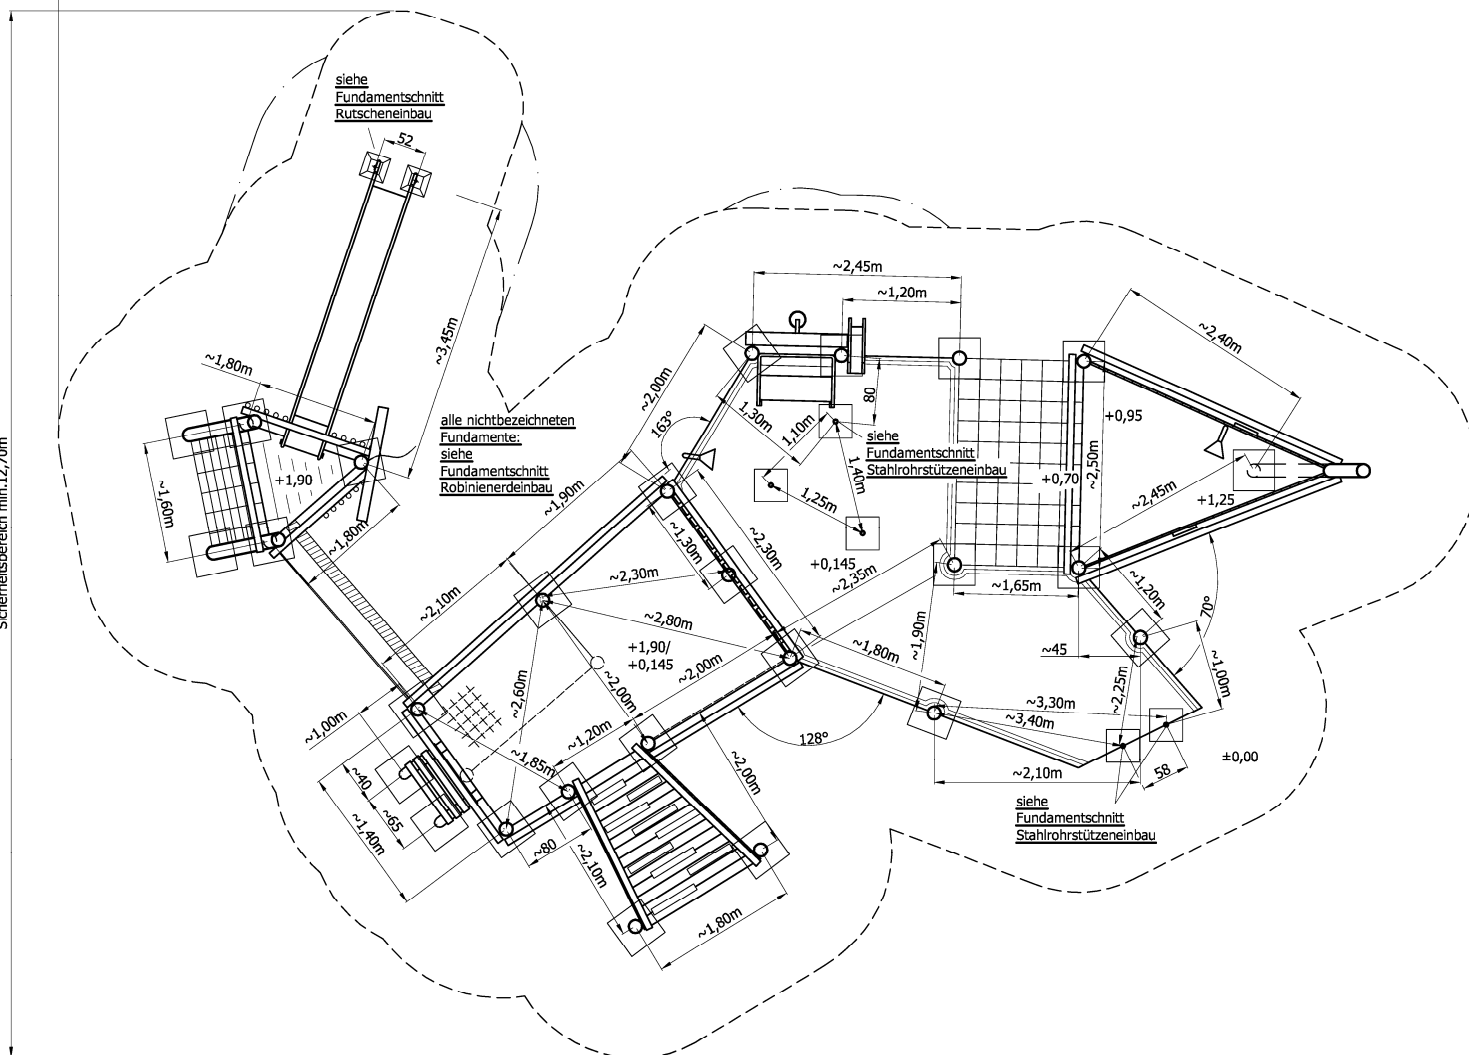 Sicherheitsbereich min.12,70m
siehe
Fundamentschnitt
Rutscheneinbau
52
~3,45m
~1,80m
alle nichtbezeichneten
Fundamente:
siehe
Fundamentschnitt
Robinienerdeinbau
+1,90
~1,60m
~1,80m
~2,45m
~1,20m
~2,00m
163°
80
1,30m
1,10m
1,40m
1,25m
siehe
Fundamentschnitt
Stahlrohrstützeneinbau
~2,40m
+0,95
~2,50m
+0,70
~2,45m
+1,25
~1,90m
~1,30m
~2,30m
+0,145
~2,35m
~2,10m
~2,30m
~2,80m
+1,90/
+0,145
~2,00m
~2,00m
~2,60m
~1,65m
~1,20m
70°
~1,90m
~1,80m
~45
~1,00m
~2,25m
~3,30m
~3,40m
128°
~2,10m
58
±0,00
~1,00m
~1,20m
~1,85m
~40
~65
~1,40m
~80
~2,10m
~2,00m
~1,80m
siehe
Fundamentschnitt
Stahlrohrstützeneinbau